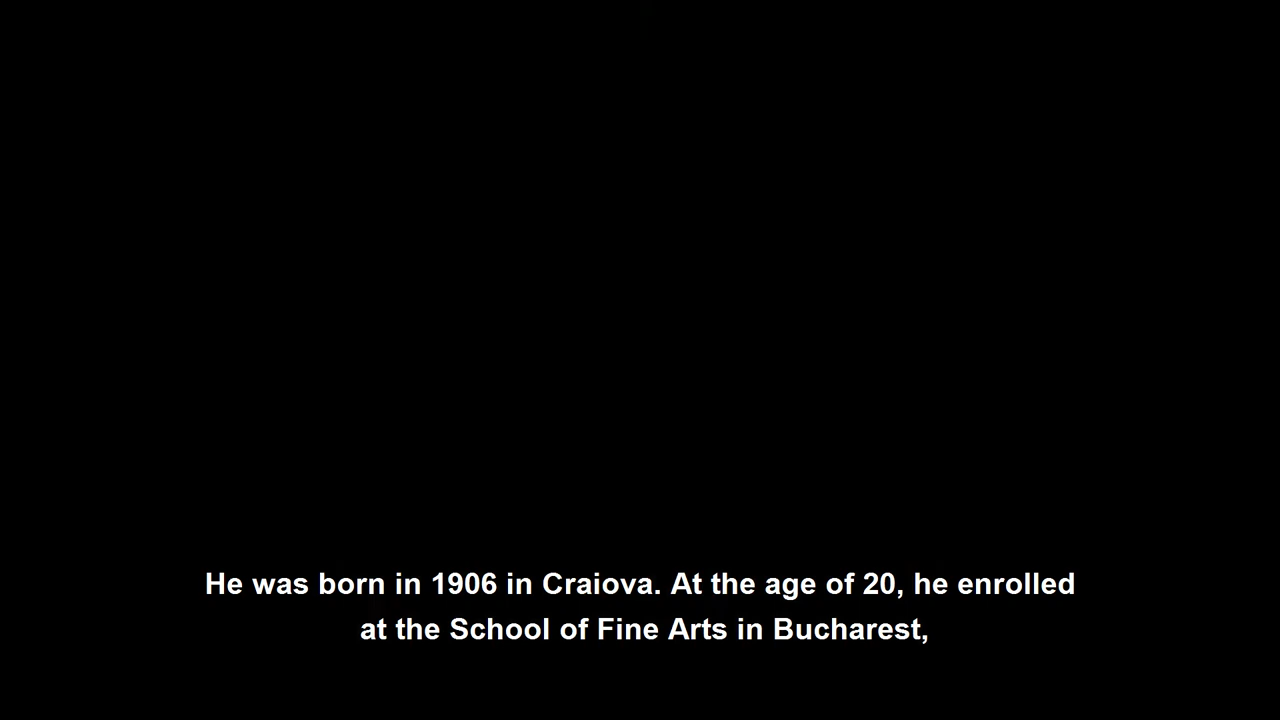 He was born in 1906 in Craiova. At the age of 20, he enrolled
at the School of Fine Arts in Bucharest,